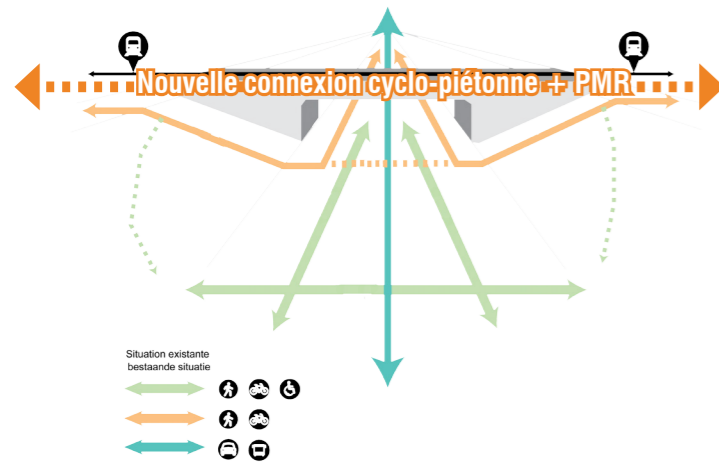 Nouvelle connexion cyclo-piétonne + PMR
Situation existante
bestaande situatie